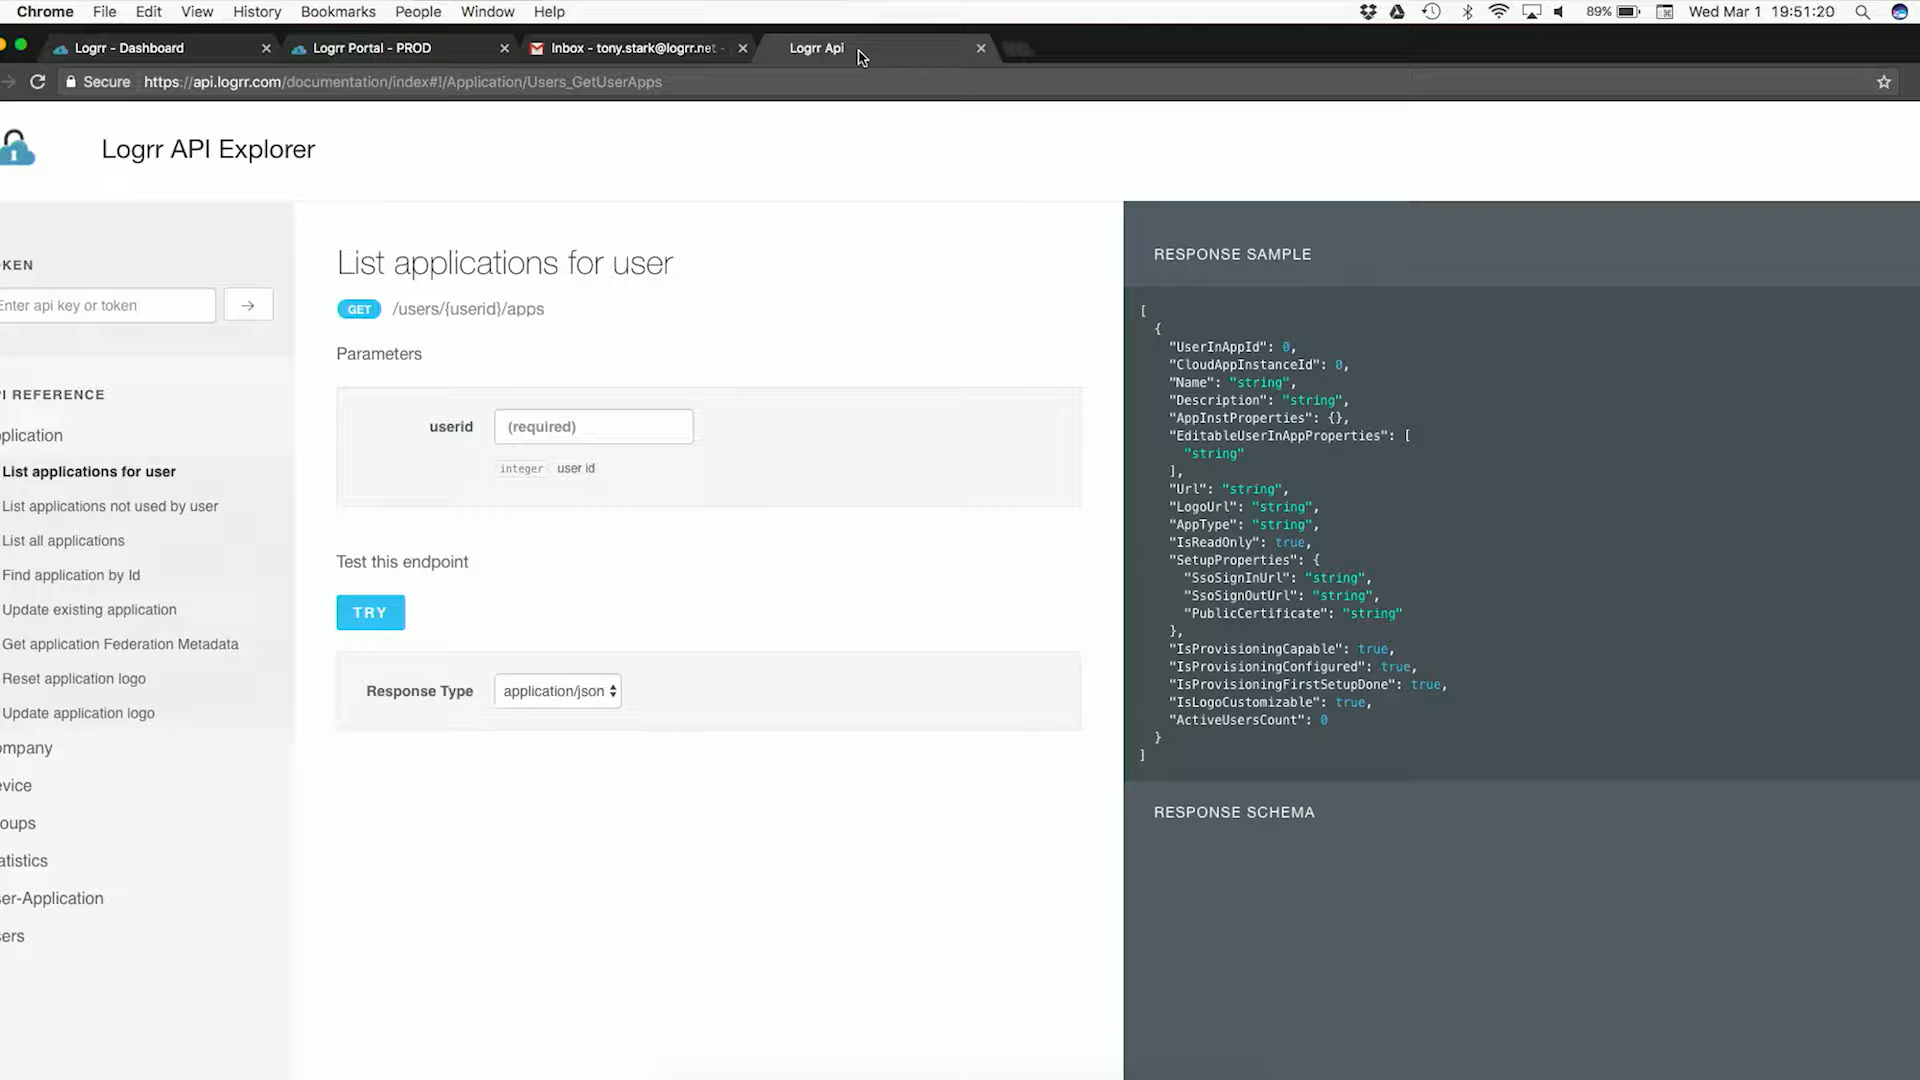 Chrome File Edit View History Bookmarks People Window Help 89% Wed Mar 1 19:51:20
Logrr - Dashboard Logrr Portal - PROD Inbox - tony.stark@logrr.net - Logrr Api
Secure https://api.logrr.com/documentation/index#!/Application/Users_GetUserApps
Logrr API Explorer
KEN
Enter api key or token
I REFERENCE
plication
List applications for user
List applications not used by user
List all applications
Find application by Id
Update existing application
Get application Federation Metadata
Reset application logo
Update application logo
ompany
evice
oups
atistics
er-Application
sers
List applications for user
GET /users/{userid}/apps
Parameters
userid (required)
integer user id
Test this endpoint
TRY
Response Type application/json
RESPONSE SAMPLE
[
{
"UserInAppId": 0,
"CloudAppInstanceId": 0,
"Name": "string",
"Description": "string",
"AppInstProperties": {},
"EditableUserInAppProperties": [
"string"
],
"Url": "string",
"LogoUrl": "string",
"AppType": "string",
"IsReadOnly": true,
"SetupProperties": {
"SsoSignInUrl": "string",
"SsoSignOutUrl": "string",
"PublicCertificate": "string"
},
"IsProvisioningCapable": true,
"IsProvisioningConfigured": true,
"IsProvisioningFirstSetupDone": true,
"IsLogoCustomizable": true,
"ActiveUsersCount": 0
}
]
RESPONSE SCHEMA